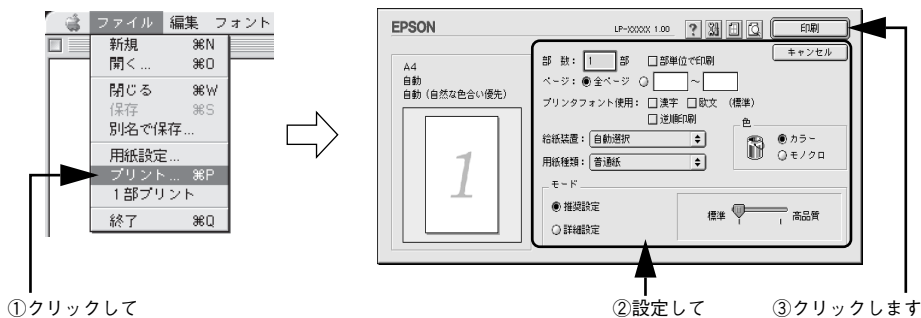 ファイル 編集 フォント
新規 ⌘N
開く... ⌘O
閉じる ⌘W
保存 ⌘S
別名で保存...
用紙設定...
プリント... ⌘P
1部プリント
終了 ⌘Q
①クリックして
EPSON LP-XXXXX 1.00 ? 印刷
キャンセル
A4
自動
自動（自然な色合い優先）
1
部 数： 1 部 部単位で印刷
ページ： 全ページ ～
プリンタフォント使用： 漢字 欧文 （標準）
逆順印刷
給紙装置： 自動選択
用紙種類： 普通紙
色
カラー
モノクロ
モード
推奨設定
詳細設定
標準 高品質
②設定して
③クリックします